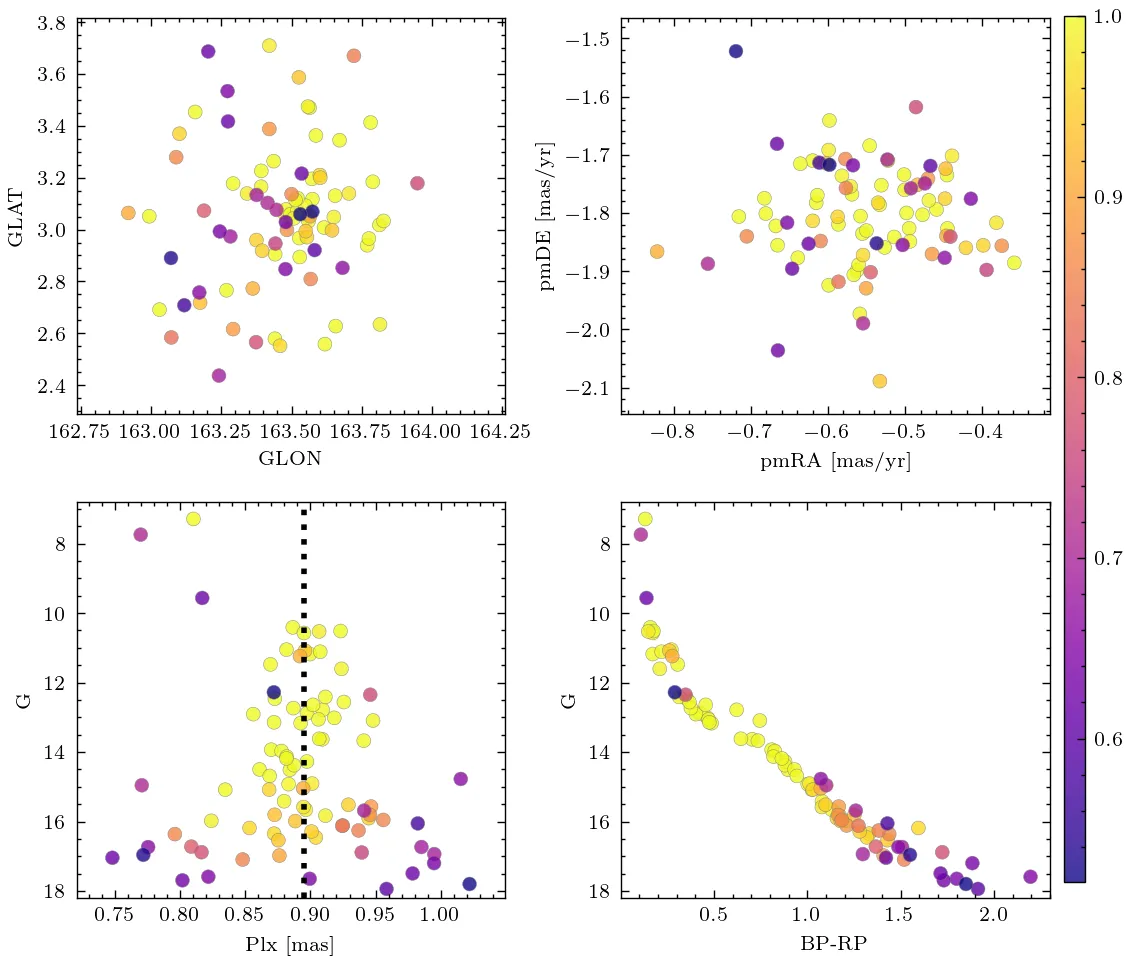 3.8
3.6
3.4
3.2
3.0
2.8
2.6
2.4
GLAT
162.75 163.00 163.25 163.50 163.75 164.00 164.25
GLON
−1.5
−1.6
−1.7
−1.8
−1.9
−2.0
−2.1
pmDE [mas/yr]
−0.8 −0.7 −0.6 −0.5 −0.4
pmRA [mas/yr]
1.0
0.9
0.8
0.7
0.6
8
10
12
14
16
18
G
0.75 0.80 0.85 0.90 0.95 1.00
Plx [mas]
8
10
12
14
16
18
G
0.5 1.0 1.5 2.0
BP-RP